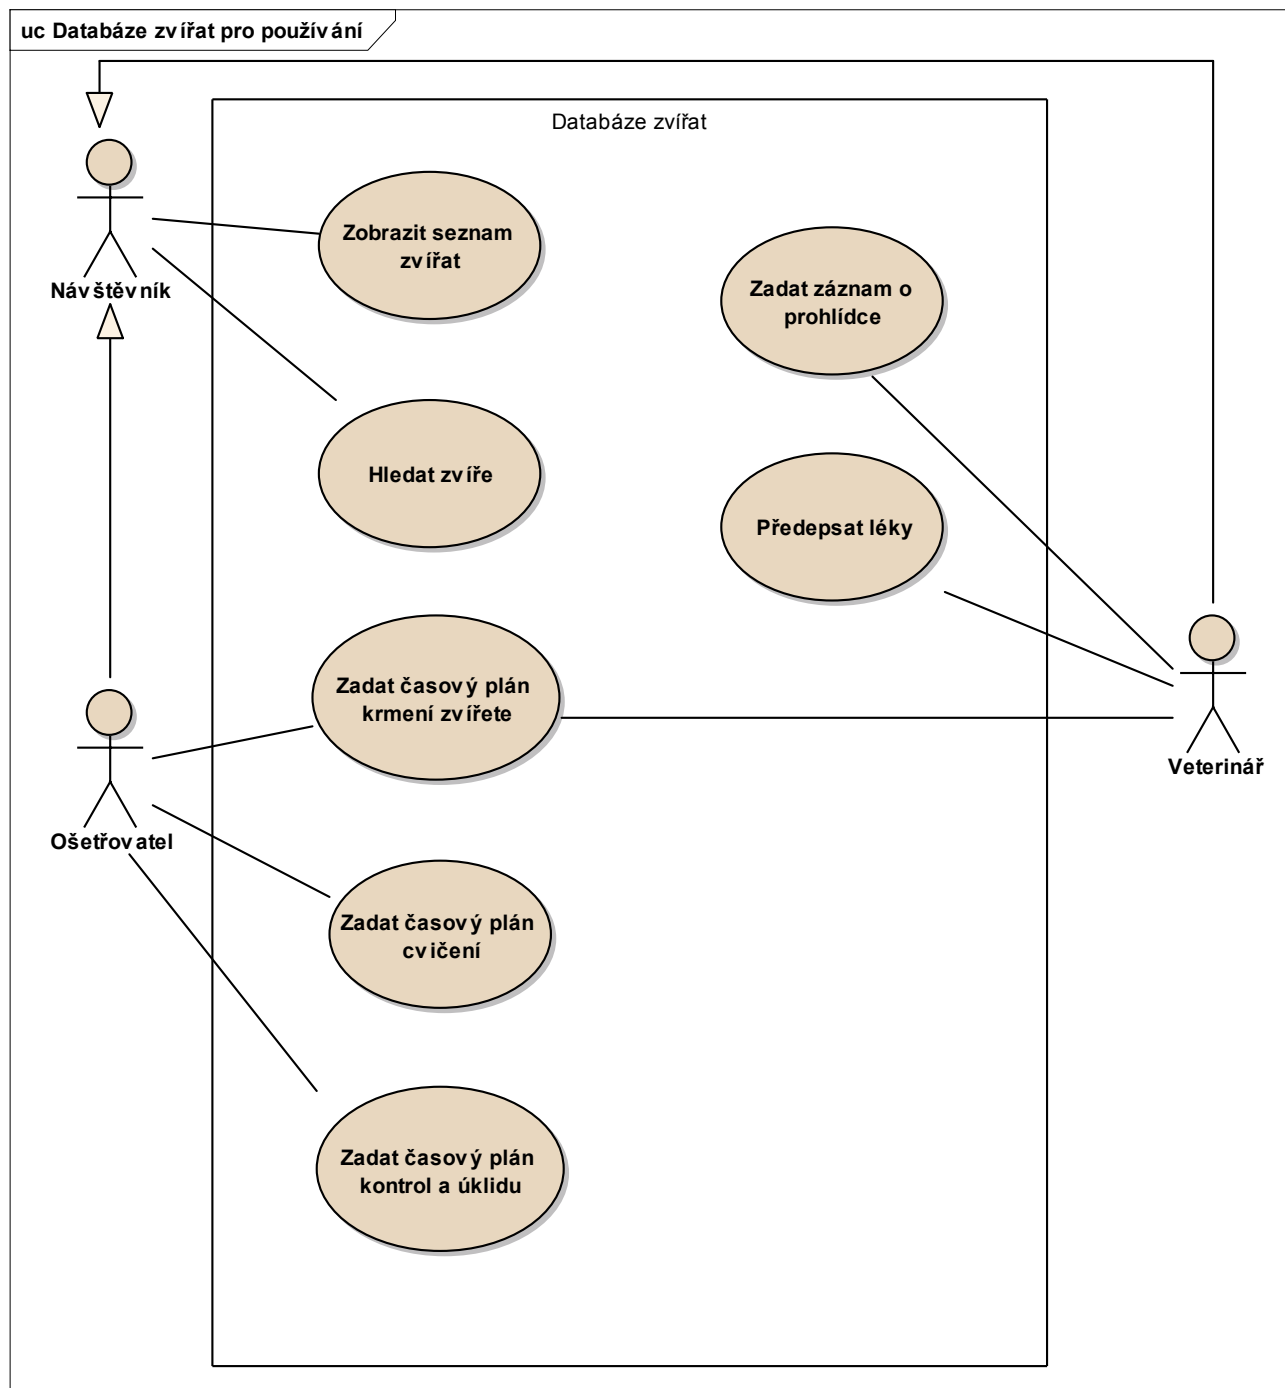 uc Databáze zvířat pro používání
Databáze zvířat
Návštěvník
Zobrazit seznam
zvířat
Hledat zvíře
Zadat záznam o
prohlídce
Předepsat léky
Zadat časový plán
krmení zvířete
Veterinář
Ošetřovatel
Zadat časový plán
cvičení
Zadat časový plán
kontrol a úklidu